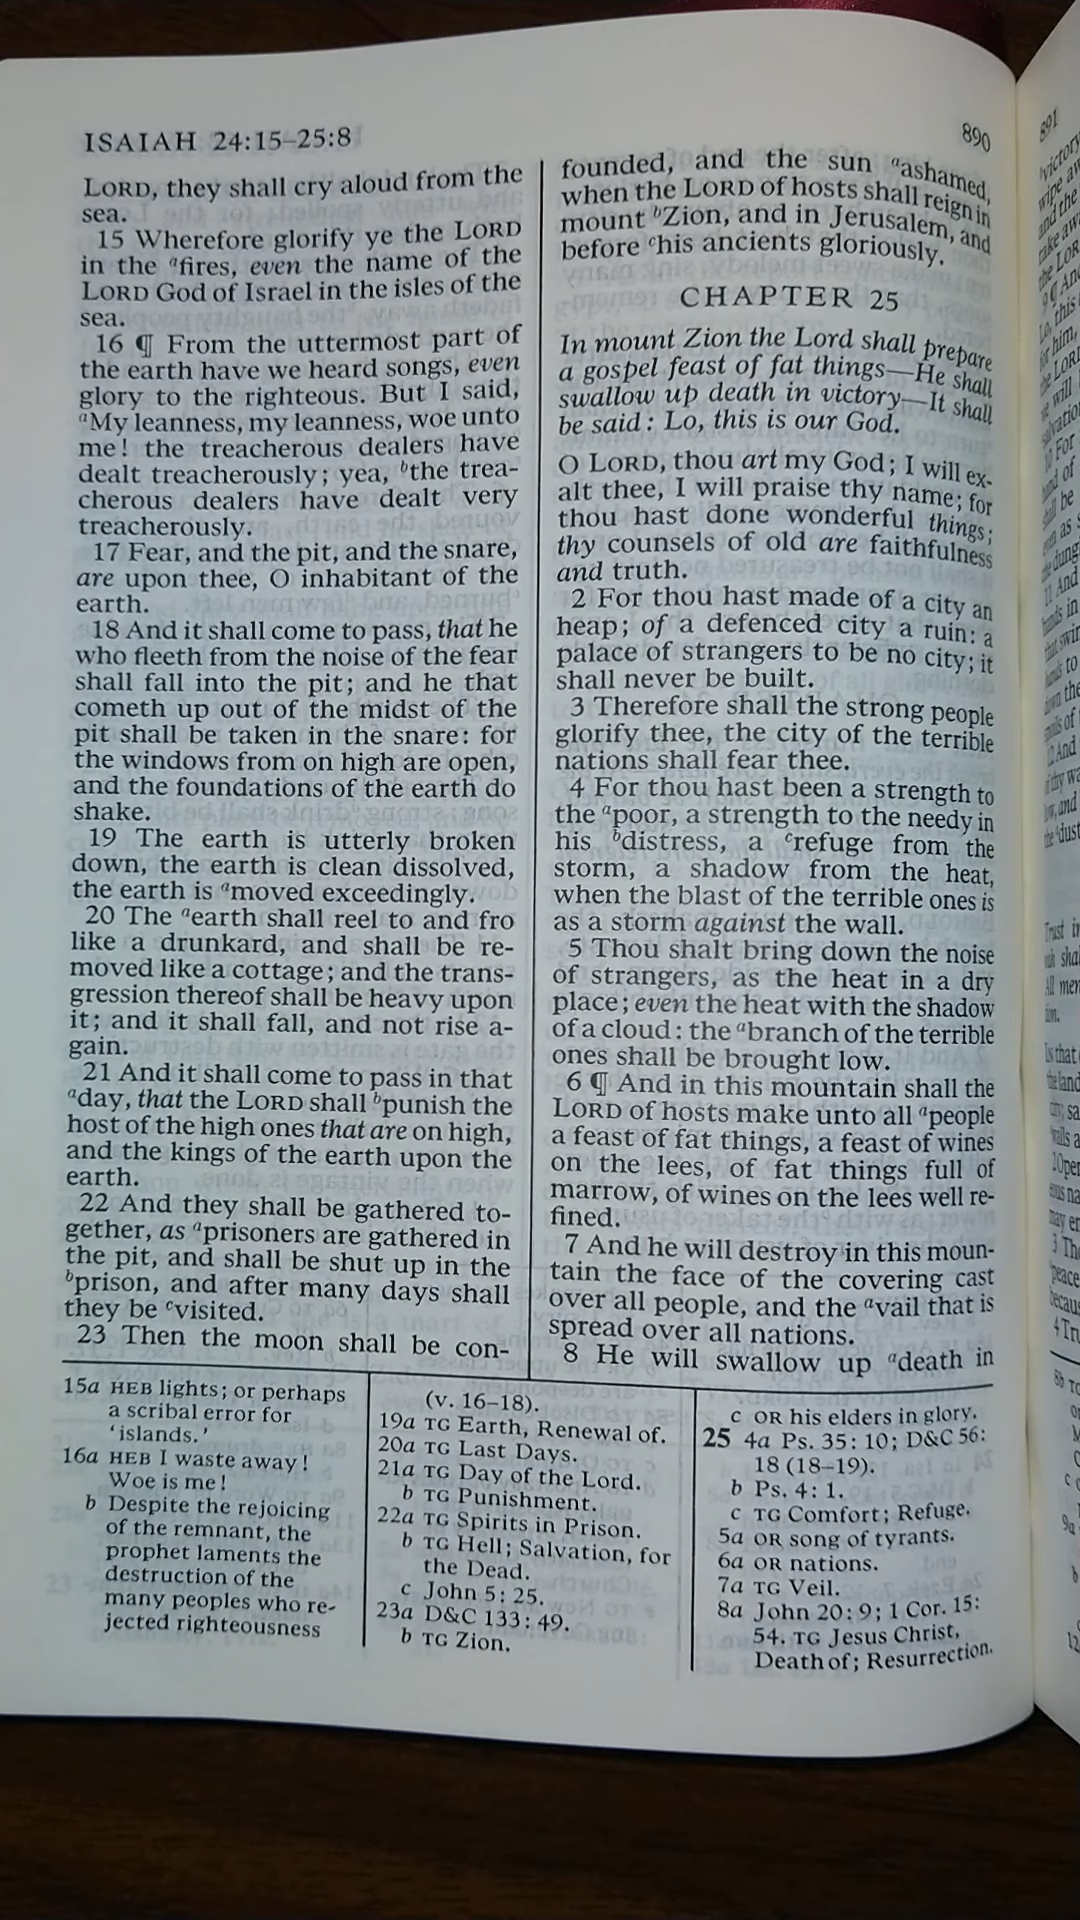 ISAIAH 24:15–25:8
890
LORD, they shall cry aloud from the
sea.
15 Wherefore glorify ye the LORD
in the ᵃfires, even the name of the
LORD God of Israel in the isles of the
sea.
16 ¶ From the uttermost part of
the earth have we heard songs, even
glory to the righteous. But I said,
ᵃMy leanness, my leanness, woe unto
me! the treacherous dealers have
dealt treacherously; yea, ᵇthe trea-
cherous dealers have dealt very
treacherously.
17 Fear, and the pit, and the snare,
are upon thee, O inhabitant of the
earth.
18 And it shall come to pass, that he
who fleeth from the noise of the fear
shall fall into the pit; and he that
cometh up out of the midst of the
pit shall be taken in the snare: for
the windows from on high are open,
and the foundations of the earth do
shake.
19 The earth is utterly broken
down, the earth is clean dissolved,
the earth is ᵃmoved exceedingly.
20 The ᵃearth shall reel to and fro
like a drunkard, and shall be re-
moved like a cottage; and the trans-
gression thereof shall be heavy upon
it; and it shall fall, and not rise a-
gain.
21 And it shall come to pass in that
ᵃday, that the LORD shall ᵇpunish the
host of the high ones that are on high,
and the kings of the earth upon the
earth.
22 And they shall be gathered to-
gether, as ᵃprisoners are gathered in
the pit, and shall be shut up in the
ᵇprison, and after many days shall
they be ᶜvisited.
23 Then the moon shall be con-
founded, and the sun ᵃashamed,
when the LORD of hosts shall reign in
mount ᵇZion, and in Jerusalem, and
before ᶜhis ancients gloriously.
CHAPTER 25
In mount Zion the Lord shall prepare
a gospel feast of fat things—He shall
swallow up death in victory—It shall
be said: Lo, this is our God.
O LORD, thou art my God; I will ex-
alt thee, I will praise thy name; for
thou hast done wonderful things;
thy counsels of old are faithfulness
and truth.
2 For thou hast made of a city an
heap; of a defenced city a ruin: a
palace of strangers to be no city; it
shall never be built.
3 Therefore shall the strong people
glorify thee, the city of the terrible
nations shall fear thee.
4 For thou hast been a strength to
the ᵃpoor, a strength to the needy in
his ᵇdistress, a ᶜrefuge from the
storm, a shadow from the heat,
when the blast of the terrible ones is
as a storm against the wall.
5 Thou shalt bring down the noise
of strangers, as the heat in a dry
place; even the heat with the shadow
of a cloud: the ᵃbranch of the terrible
ones shall be brought low.
6 ¶ And in this mountain shall the
LORD of hosts make unto all ᵃpeople
a feast of fat things, a feast of wines
on the lees, of fat things full of
marrow, of wines on the lees well re-
fined.
7 And he will destroy in this moun-
tain the face of the covering cast
over all people, and the ᵃvail that is
spread over all nations.
8 He will swallow up ᵃdeath in
15a HEB lights; or perhaps
a scribal error for
‘islands.’
16a HEB I waste away!
Woe is me!
b Despite the rejoicing
of the remnant, the
prophet laments the
destruction of the
many peoples who re-
jected righteousness
(v. 16–18).
19a TG Earth, Renewal of.
20a TG Last Days.
21a TG Day of the Lord.
b TG Punishment.
22a TG Spirits in Prison.
b TG Hell; Salvation, for
the Dead.
c John 5: 25.
23a D&C 133: 49.
b TG Zion.
c OR his elders in glory.
25 4a Ps. 35: 10; D&C 56:
18 (18–19).
b Ps. 4: 1.
c TG Comfort; Refuge.
5a OR song of tyrants.
6a OR nations.
7a TG Veil.
8a John 20: 9; 1 Cor. 15:
54. TG Jesus Christ,
Death of; Resurrection.
891